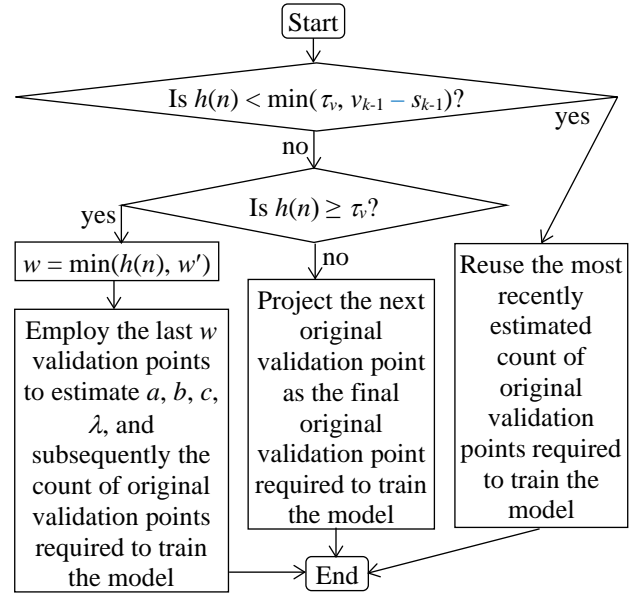 Start
Is h(n) < min(τv, vk-1 – sk-1)?
yes
no
Is h(n) ≥ τv?
yes
no
w = min(h(n), w′)
Employ the last w
validation points
to estimate a, b, c,
λ, and
subsequently the
count of original
validation points
required to train
the model
Project the next
original
validation point
as the final
original
validation point
required to train
the model
Reuse the most
recently
estimated
count of
original
validation
points required
to train the
model
End